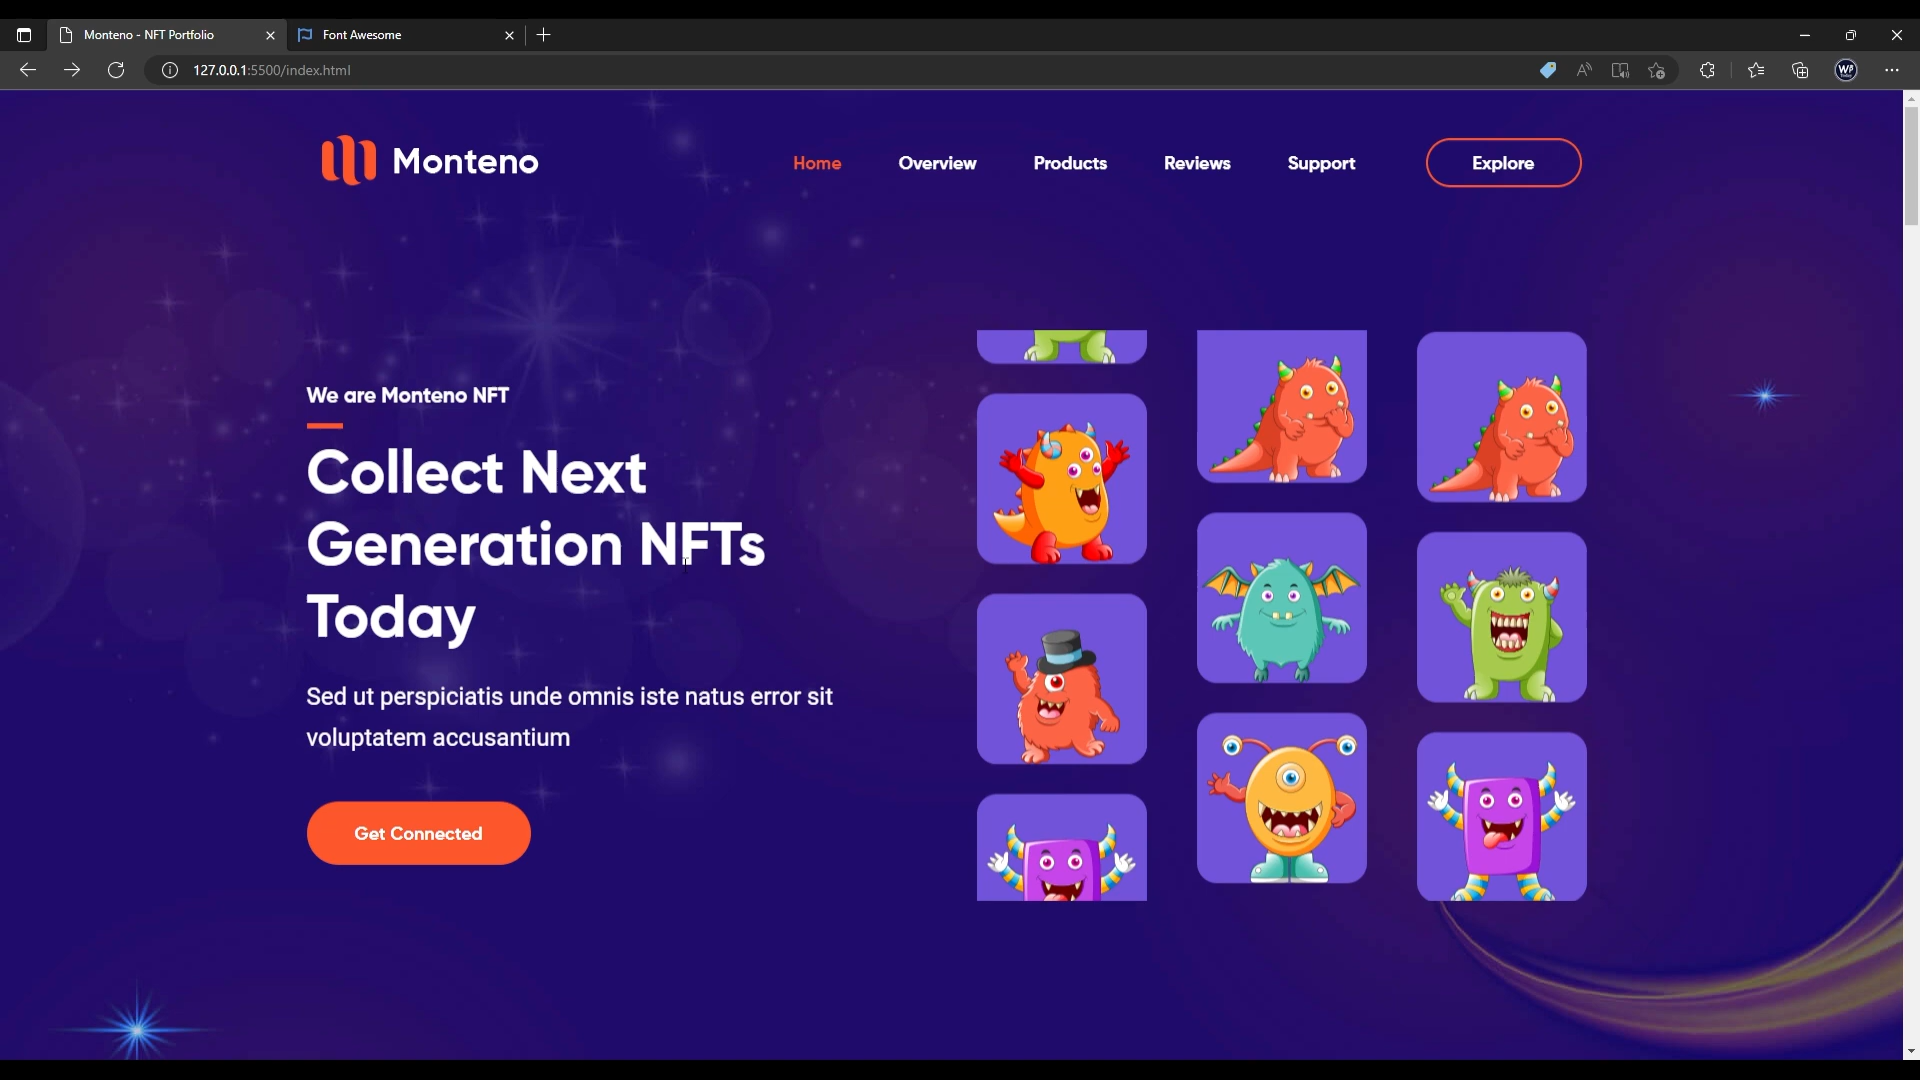 Monteno - NFT Portfolio
Font Awesome
127.0.0.1:5500/index.html
Monteno
Home
Overview
Products
Reviews
Support
Explore
We are Monteno NFT
Collect Next
Generation NFTs
Today
Sed ut perspiciatis unde omnis iste natus error sit
voluptatem accusantium
Get Connected